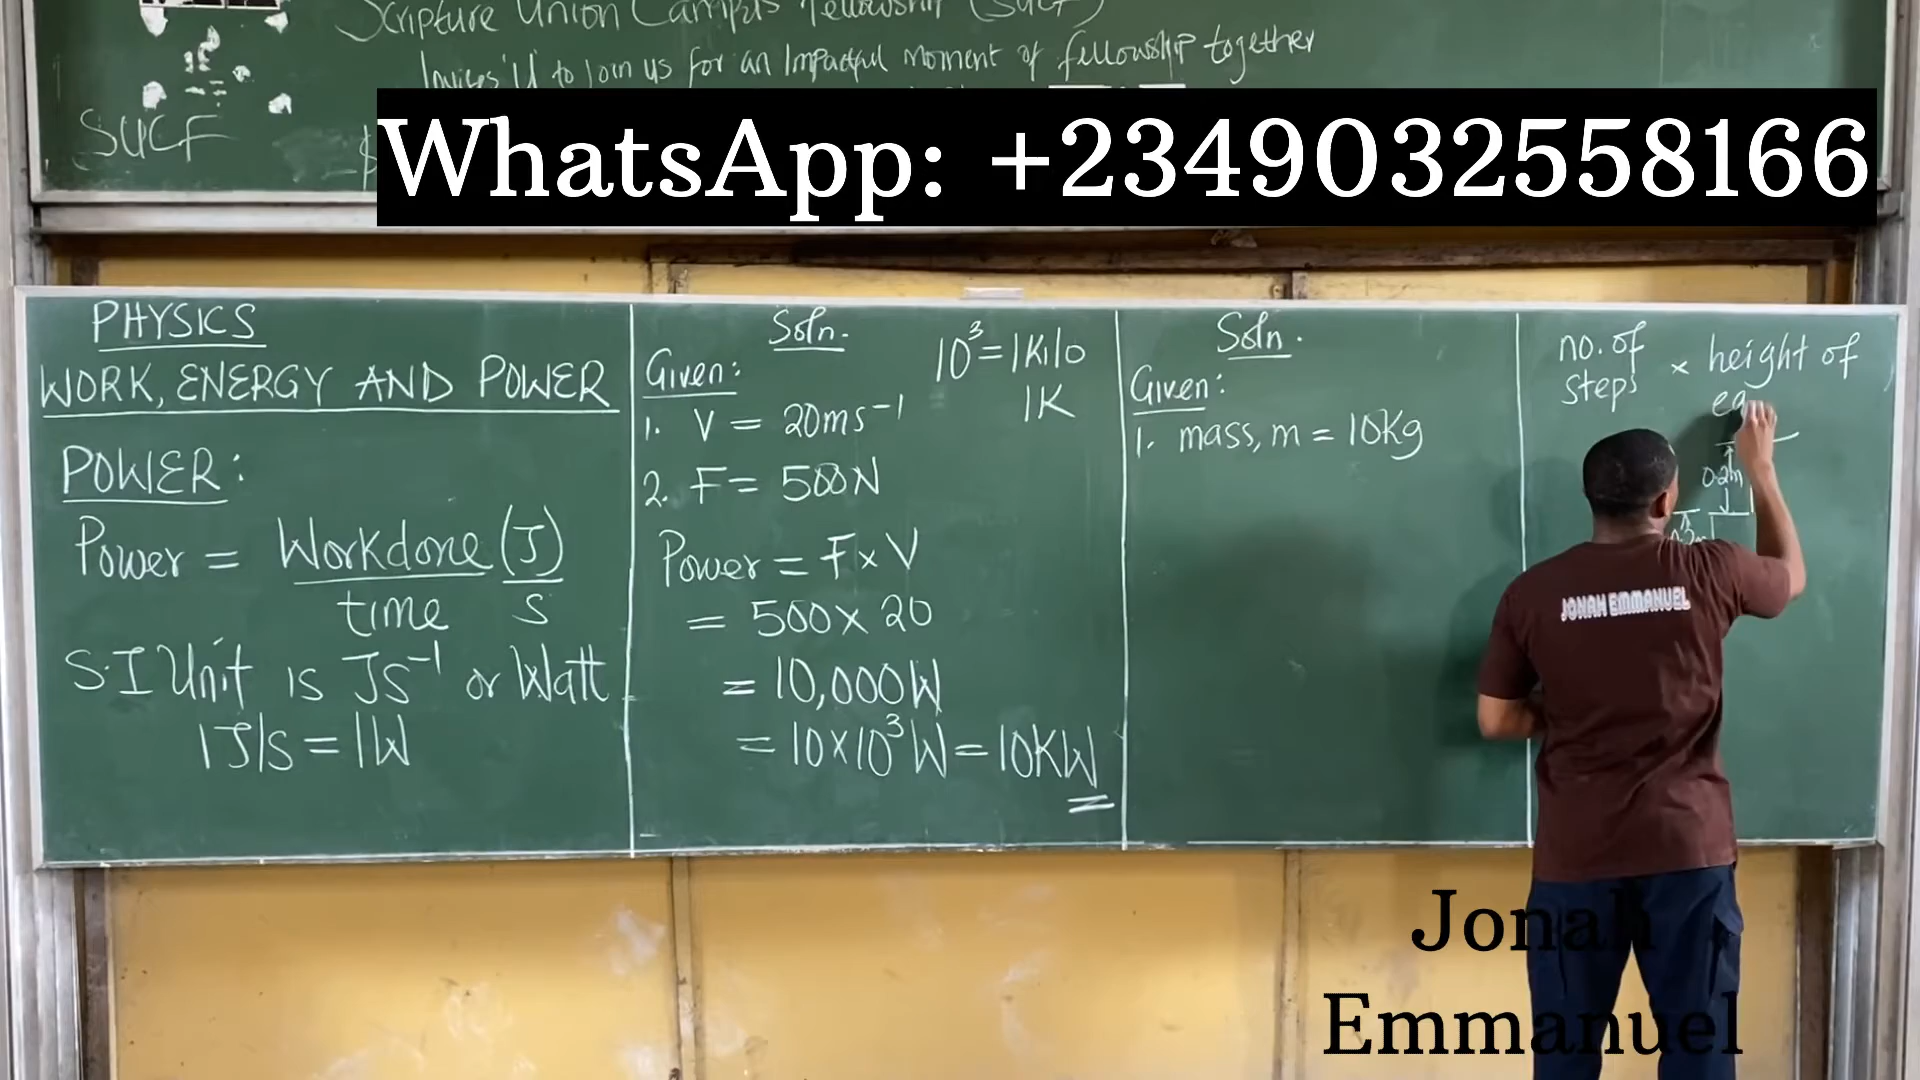 Scripture Union Campus Fellowship (SUCF)
Invites 'U' to join us for an Impactful Moment of fellowship together
SUCF
WhatsApp: +2349032558166
PHYSICS
WORK, ENERGY AND POWER
POWER:
Power = Workdone (J)
time s
S.I Unit is JS⁻¹ or Watt
1J/s = 1W
Soln.
Given:
10³ = 1Kilo
1K
1. V = 20ms⁻¹
2. F = 500N
Power = F × V
= 500 × 20
= 10,000W
= 10×10³W = 10KW
Soln.
Given:
1. mass, m = 10Kg
no. of steps × height of
ea
0.2m
JONAH EMMANUEL
Jonah
Emmanuel